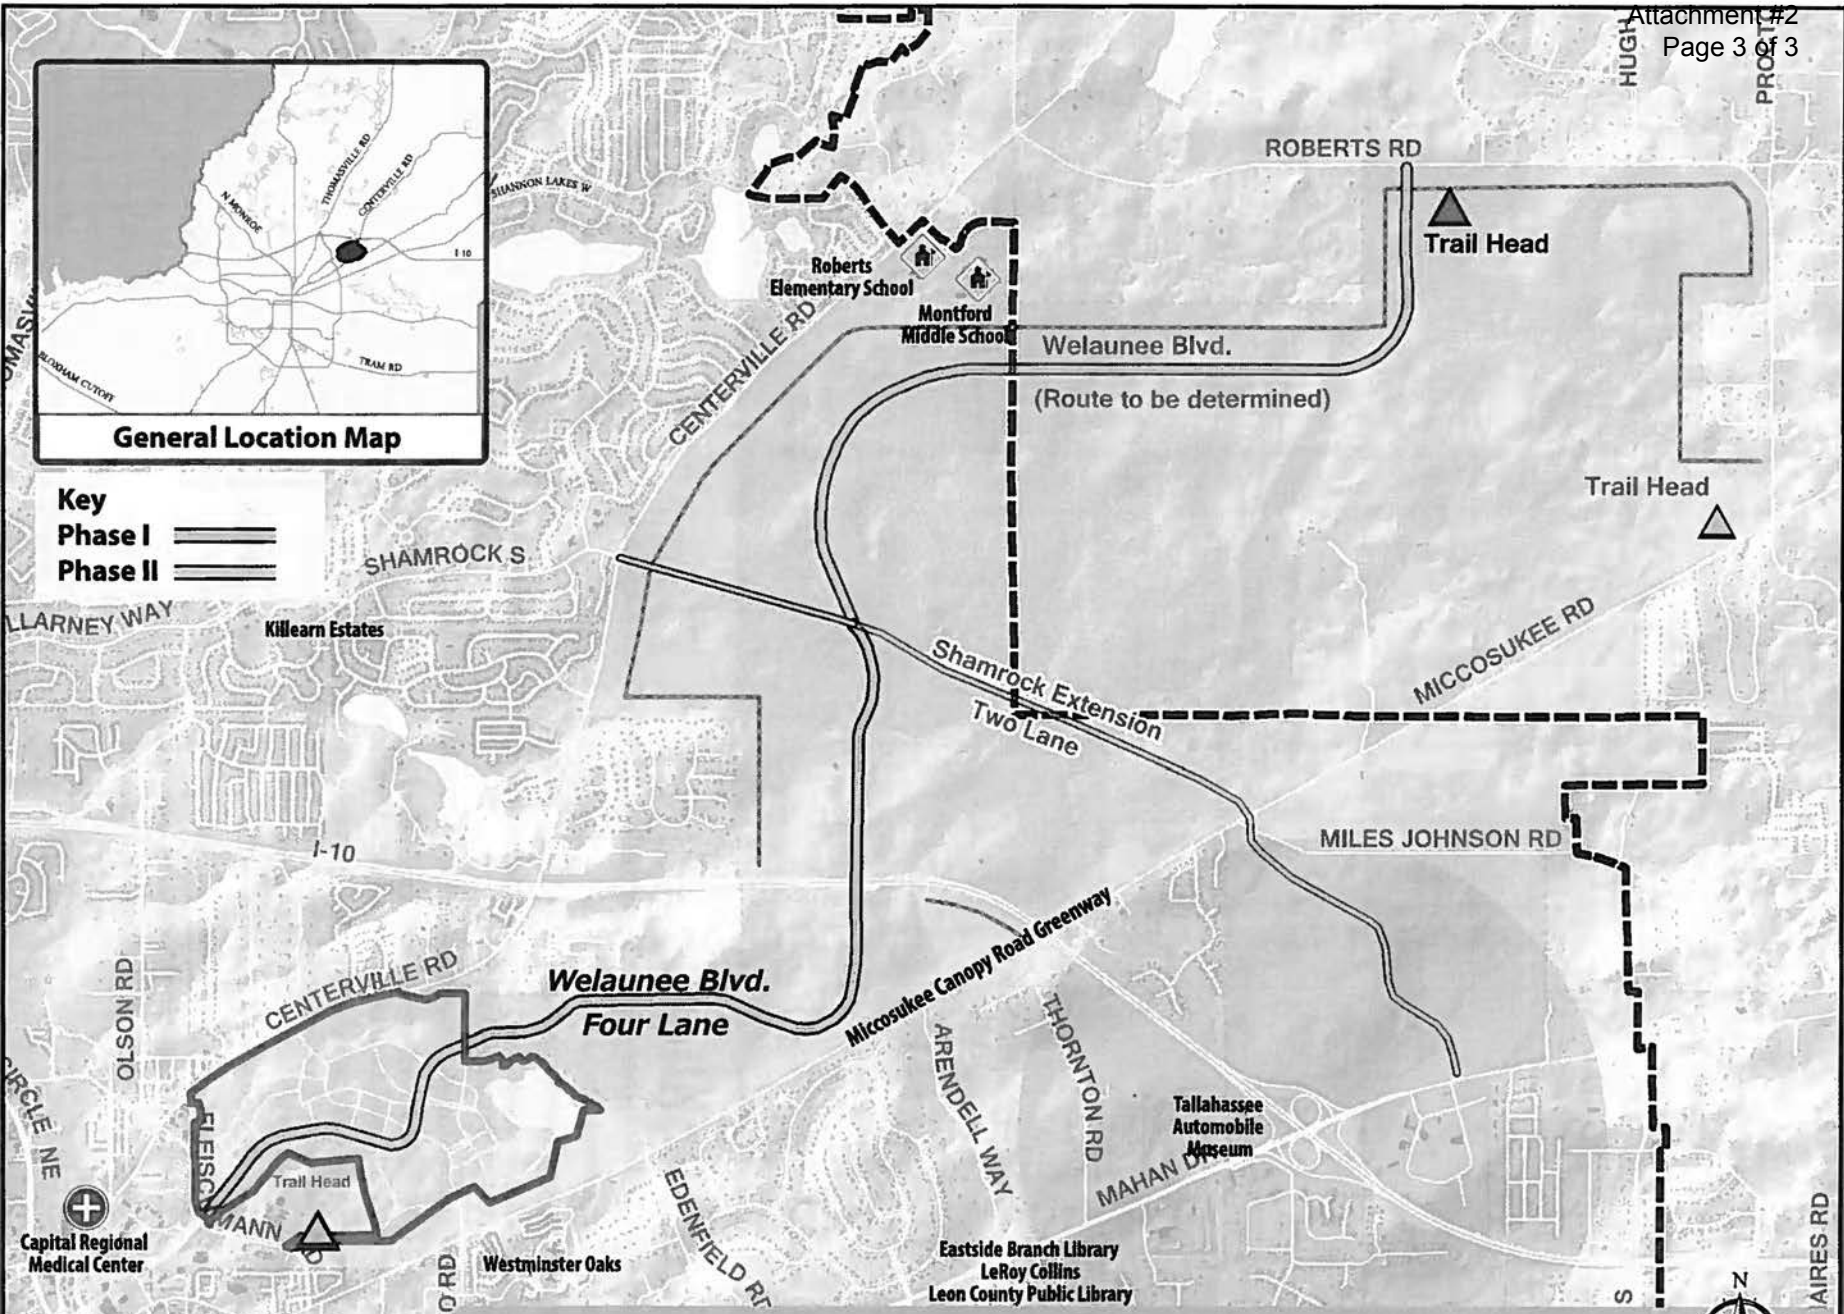 Attachment #2
Page 3 of 3
HUGH
ROBERTS RD
Trail Head
THOMASVILLE RD
CENTERVILLE RD
N MONROE
I 10
TRAM RD
BLOXHAM CUTOFF
General Location Map
SHANNON LAKES W
Roberts
Elementary School
Montford
Middle School
CENTERVILLE RD
Welaunee Blvd.
(Route to be determined)
Key
Phase I
Phase II
Trail Head
SHAMROCK S
LLARNEY WAY
Killearn Estates
Shamrock Extension
Two Lane
MICCOSUKEE RD
I-10
MILES JOHNSON RD
Miccosukee Canopy Road Greenway
OLSON RD
CENTERVILLE RD
Welaunee Blvd.
Four Lane
CIRCLE NE
ARENDELL WAY
THORNTON RD
Tallahassee
Automobile
Museum
MAHAN DR
Trail Head
Capital Regional
Medical Center
EDENFIELD RD
Westminster Oaks
Eastside Branch Library
LeRoy Collins
Leon County Public Library
AIRES RD
S
N